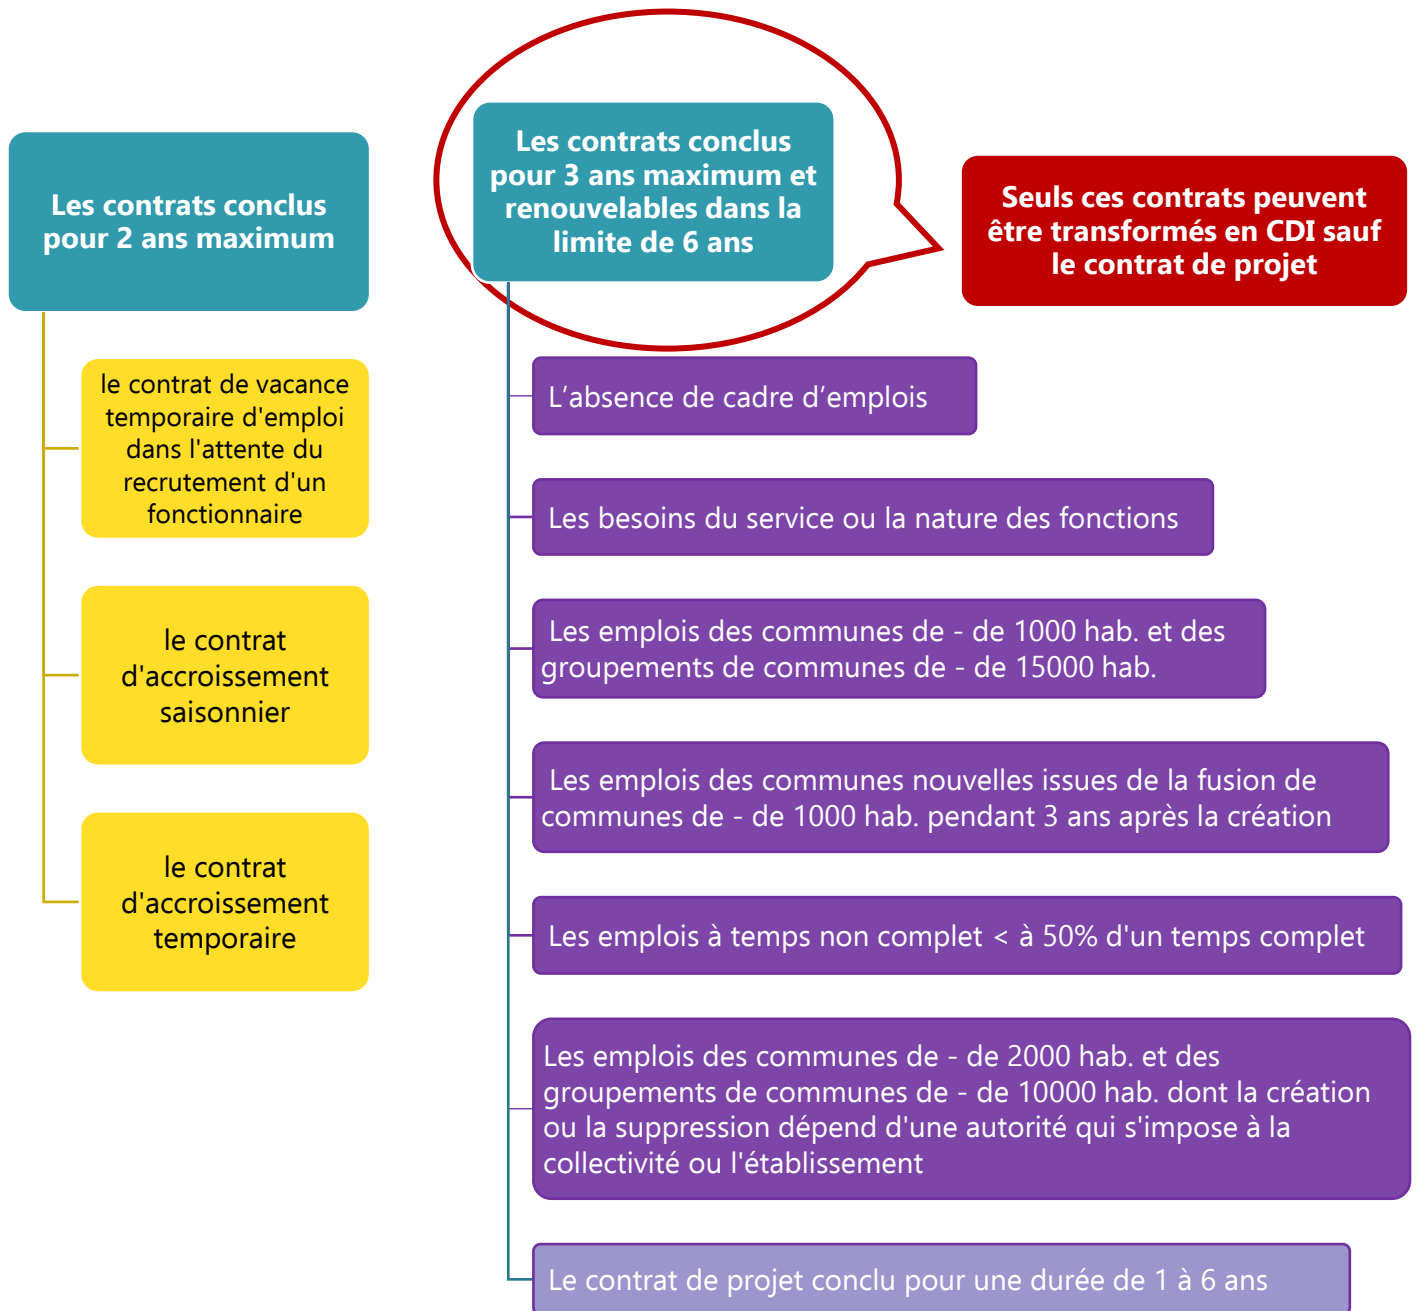 Les contrats conclus
pour 2 ans maximum
le contrat de vacance
temporaire d'emploi
dans l'attente du
recrutement d'un
fonctionnaire
le contrat
d'accroissement
saisonnier
le contrat
d'accroissement
temporaire
Les contrats conclus
pour 3 ans maximum et
renouvelables dans la
limite de 6 ans
Seuls ces contrats peuvent
être transformés en CDI sauf
le contrat de projet
L’absence de cadre d’emplois
Les besoins du service ou la nature des fonctions
Les emplois des communes de - de 1000 hab. et des
groupements de communes de - de 15000 hab.
Les emplois des communes nouvelles issues de la fusion de
communes de - de 1000 hab. pendant 3 ans après la création
Les emplois à temps non complet < à 50% d'un temps complet
Les emplois des communes de - de 2000 hab. et des
groupements de communes de - de 10000 hab. dont la création
ou la suppression dépend d'une autorité qui s'impose à la
collectivité ou l'établissement
Le contrat de projet conclu pour une durée de 1 à 6 ans